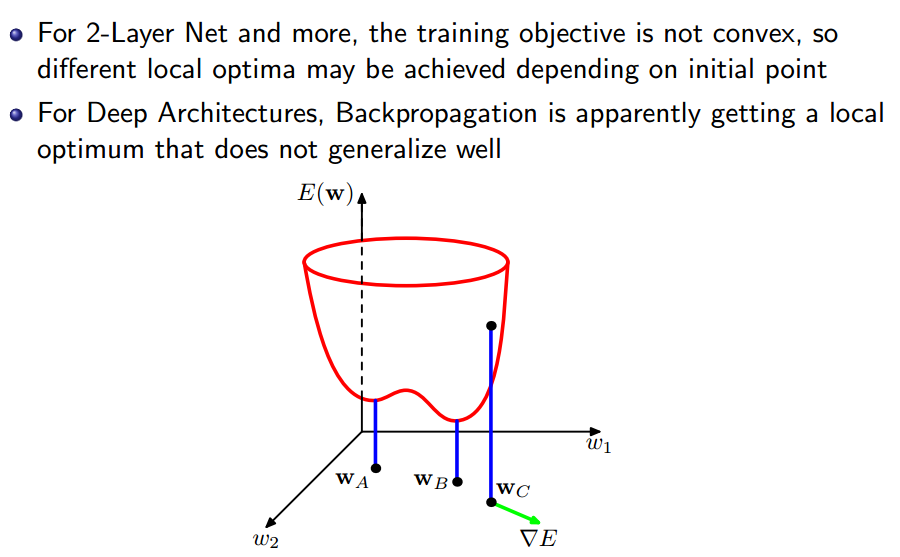 For 2-Layer Net and more, the training objective is not convex, so
different local optima may be achieved depending on initial point
For Deep Architectures, Backpropagation is apparently getting a local
optimum that does not generalize well
E(w)
w1
wA
wB
wC
w2
∇E